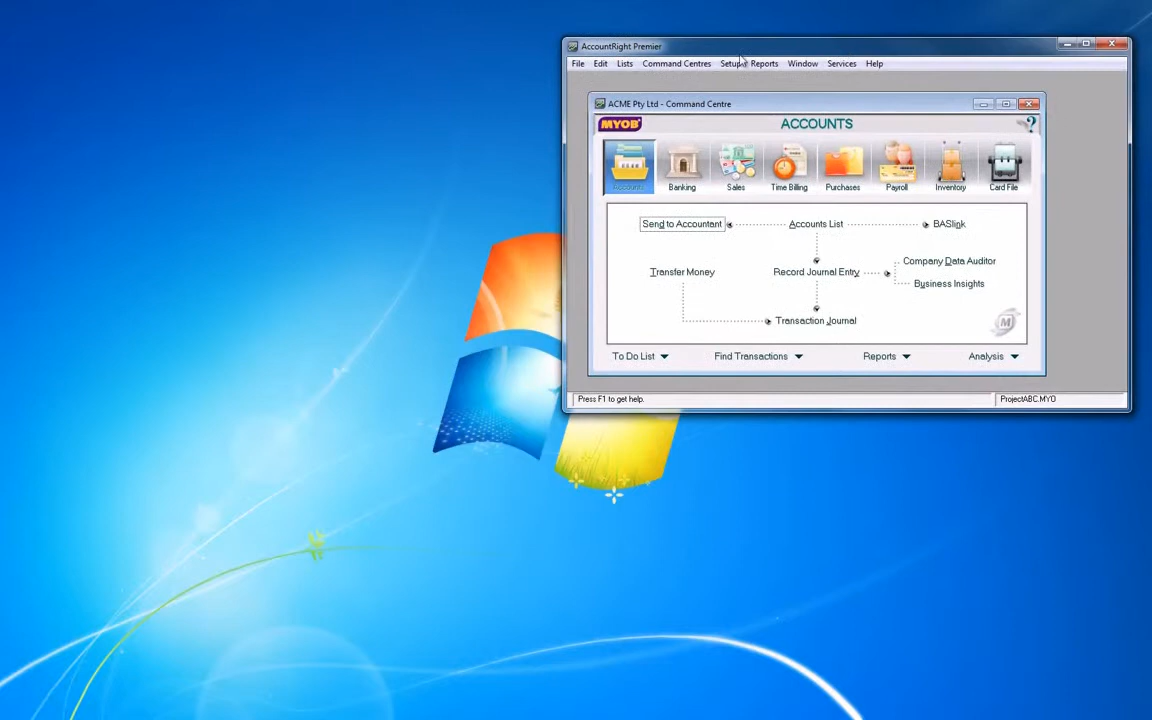 AccountRight Premier
File Edit Lists Command Centres Setup Reports Window Services Help
ACME Pty Ltd - Command Centre
MYOB ACCOUNTS ?
Accounts Banking Sales Time Billing Purchases Payroll Inventory Card File
Send to Accountant Accounts List BASlink
Company Data Auditor
Transfer Money Record Journal Entry
Business Insights
Transaction Journal
M
To Do List Find Transactions Reports Analysis
Press F1 to get help. ProjectABC.MYO